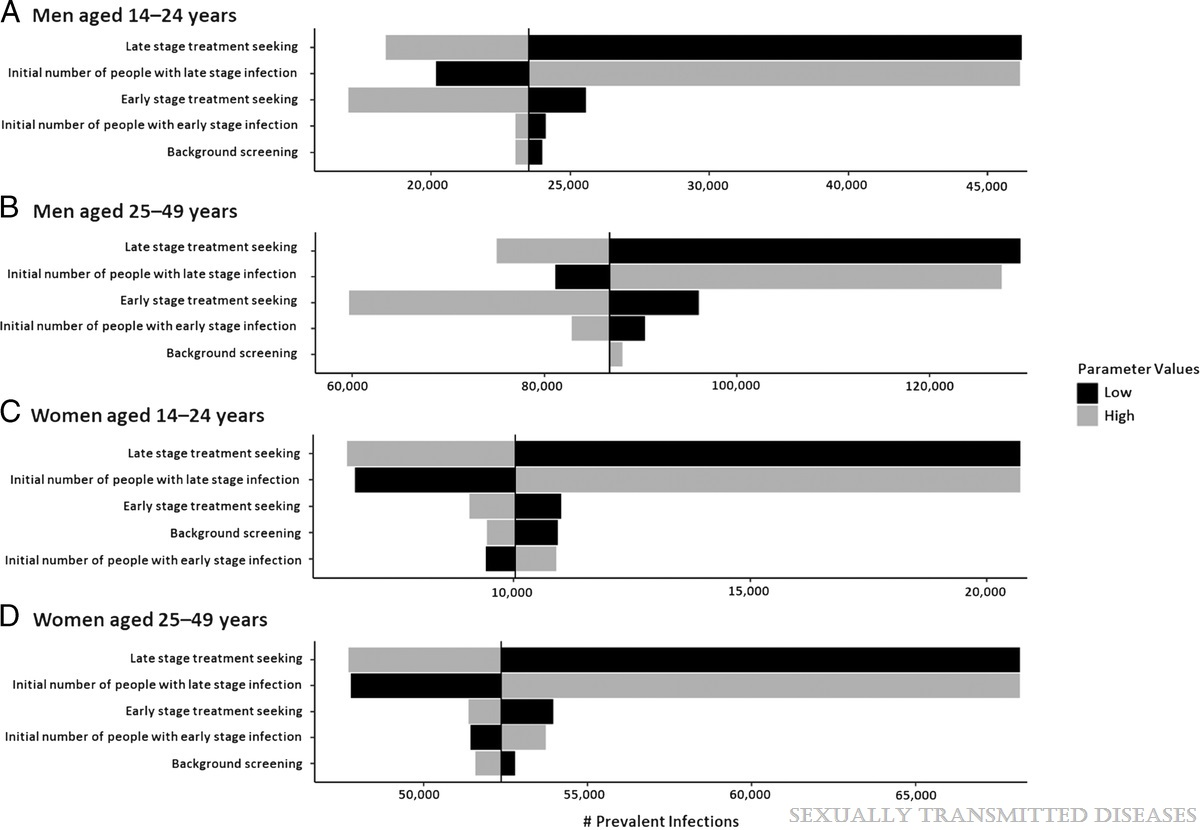 A Men aged 14–24 years
Late stage treatment seeking
Initial number of people with late stage infection
Early stage treatment seeking
Initial number of people with early stage infection
Background screening
20,000 25,000 30,000 40,000 45,000
B Men aged 25–49 years
Late stage treatment seeking
Initial number of people with late stage infection
Early stage treatment seeking
Initial number of people with early stage infection
Background screening
60,000 80,000 100,000 120,000
Parameter Values
Low
High
C Women aged 14–24 years
Late stage treatment seeking
Initial number of people with late stage infection
Early stage treatment seeking
Background screening
Initial number of people with early stage infection
10,000 15,000 20,000
D Women aged 25–49 years
Late stage treatment seeking
Initial number of people with late stage infection
Early stage treatment seeking
Initial number of people with early stage infection
Background screening
50,000 55,000 60,000 65,000
# Prevalent Infections
SEXUALLY TRANSMITTED DISEASES